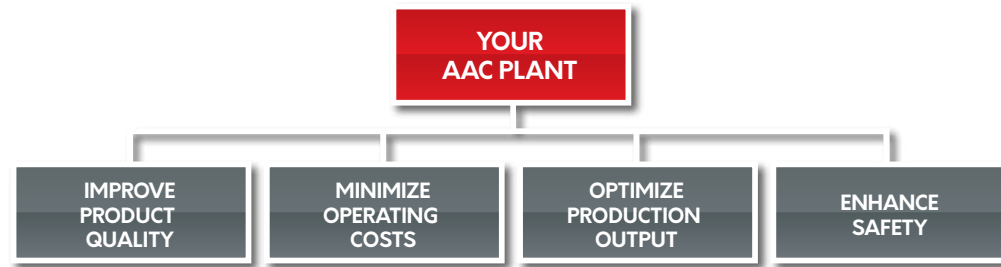 YOUR
AAC PLANT
IMPROVE
PRODUCT
QUALITY
MINIMIZE
OPERATING
COSTS
OPTIMIZE
PRODUCTION
OUTPUT
ENHANCE
SAFETY